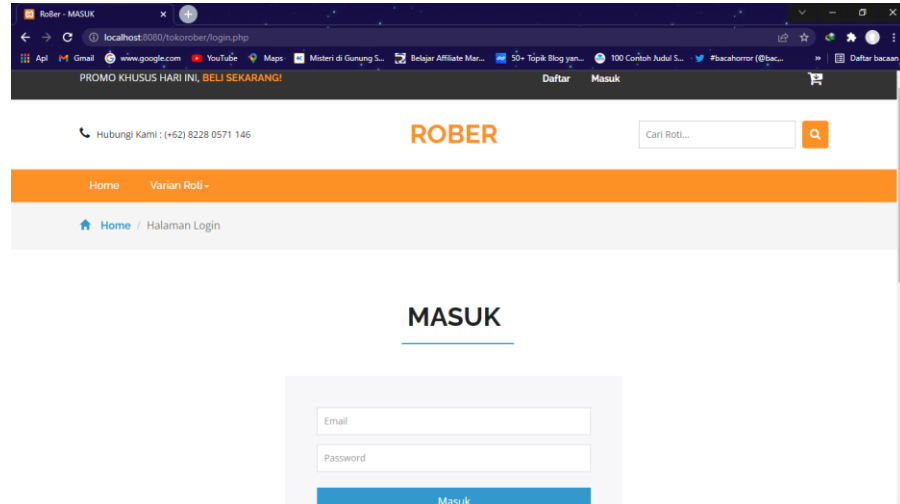 RoBer - MASUK
localhost:8080/tokorober/login.php
Apl Gmail www.google.com YouTube Maps Misteri di Gunung S... Belajar Affiliate Mar... 50+ Topik Blog yan... 100 Contoh Judul S... #bacahorror (@bac,... » Daftar bacaan
PROMO KHUSUS HARI INI, BELI SEKARANG! Daftar Masuk
Hubungi Kami : (+62) 8228 0571 146 ROBER Cari Roti...
Home Varian Roti
Home / Halaman Login
MASUK
Email
Password
Masuk